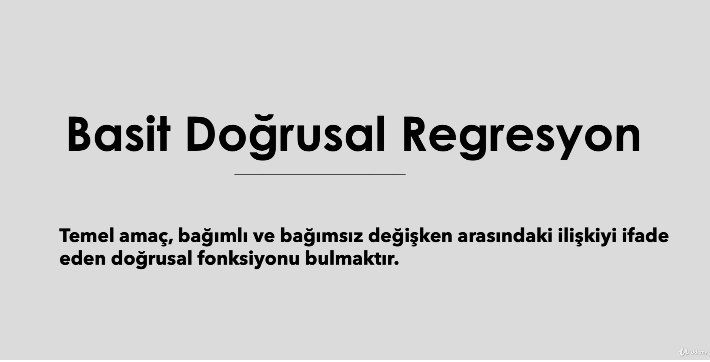 Basit Doğrusal Regresyon
Temel amaç, bağımlı ve bağımsız değişken arasındaki ilişkiyi ifade
eden doğrusal fonksiyonu bulmaktır.